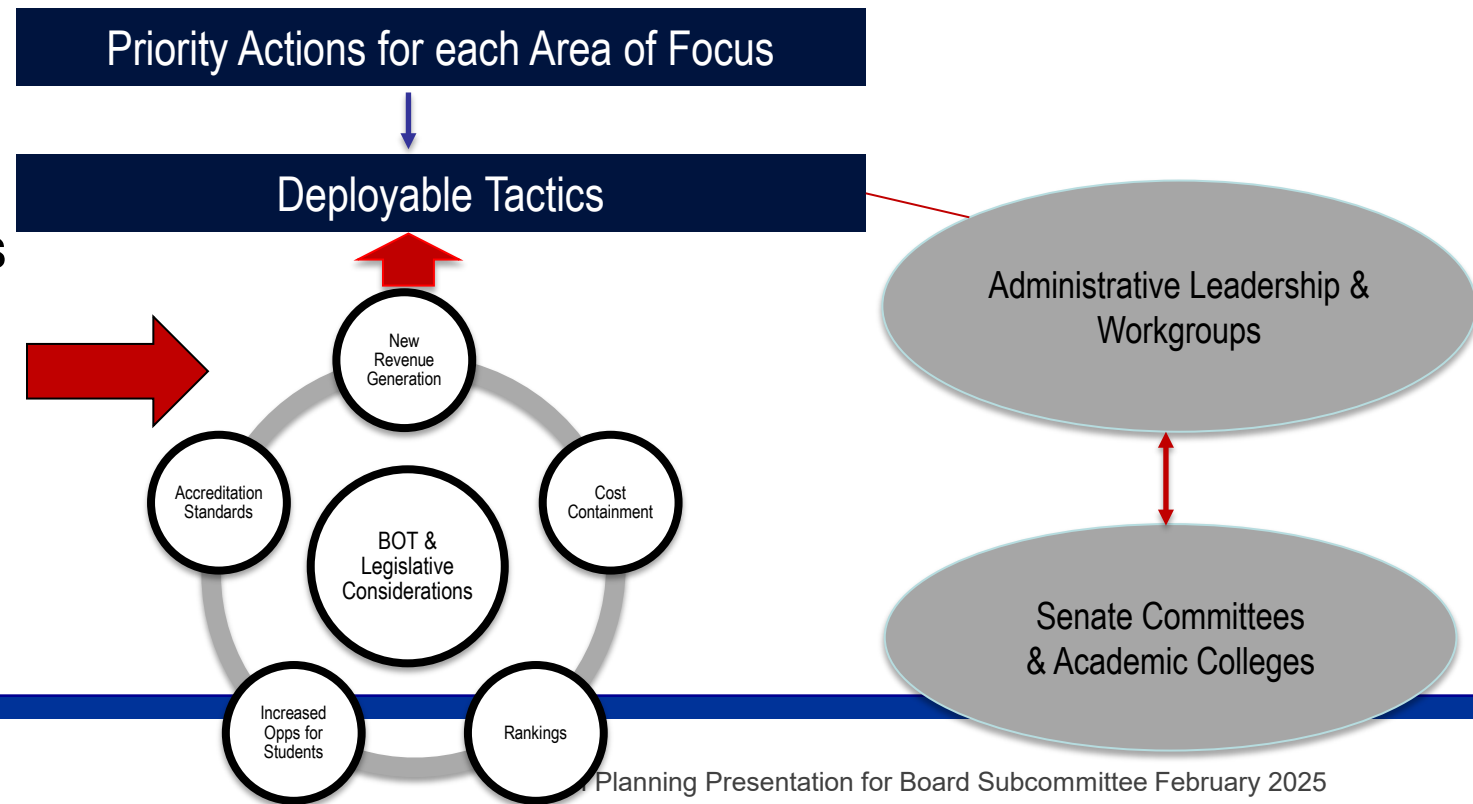 Priority Actions for each Area of Focus
Deployable Tactics
s
Administrative Leadership &
Workgroups
New
Revenue
Generation
Accreditation
Standards
Cost
Containment
BOT &
Legislative
Considerations
Senate Committees
& Academic Colleges
Increased
Opps for
Students
Rankings
Planning Presentation for Board Subcommittee February 2025